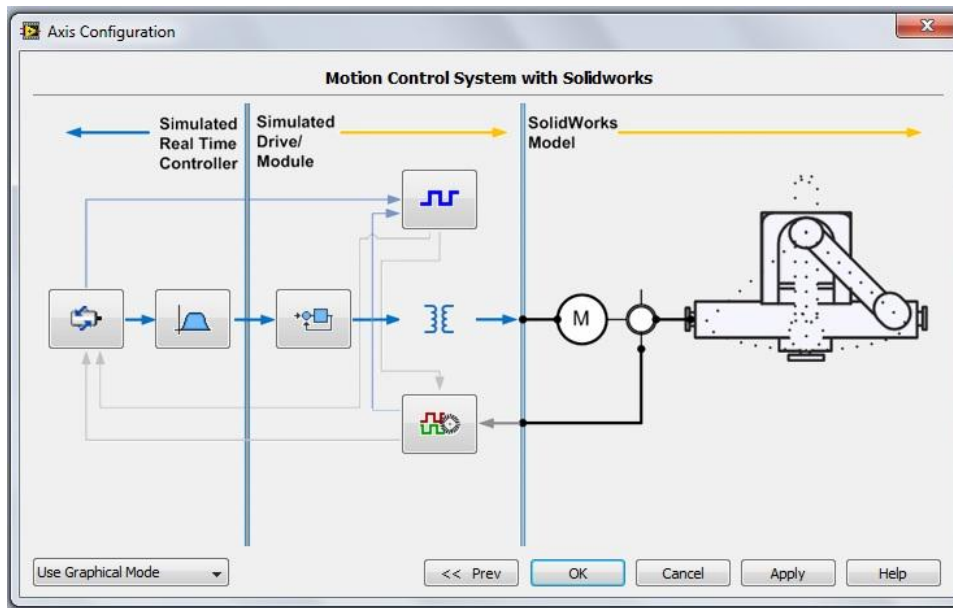 Axis Configuration
Motion Control System with Solidworks
Simulated
Real Time
Controller
Simulated
Drive/
Module
SolidWorks
Model
M
Use Graphical Mode
<< Prev
OK
Cancel
Apply
Help